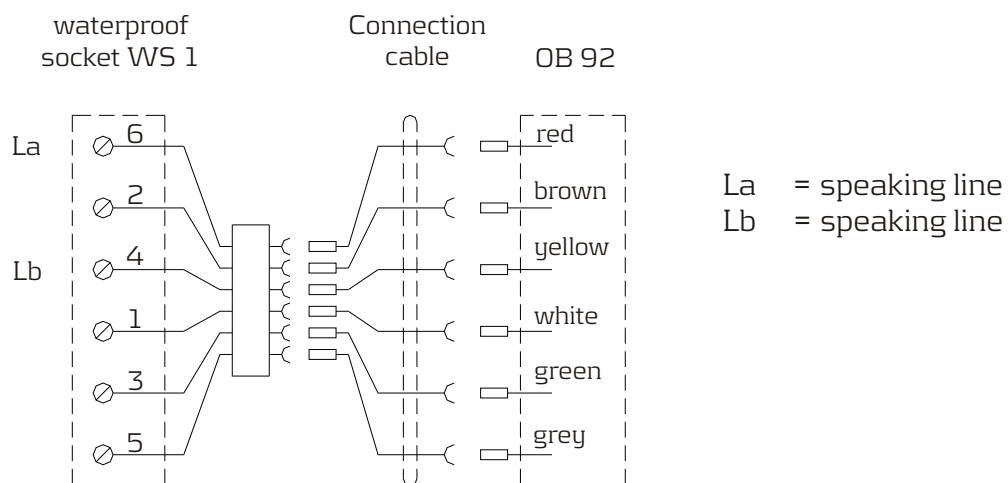 waterproof
socket WS 1
Connection
cable
OB 92
La
6
red
2
brown
Lb
4
yellow
1
white
3
green
5
grey
La = speaking line
Lb = speaking line